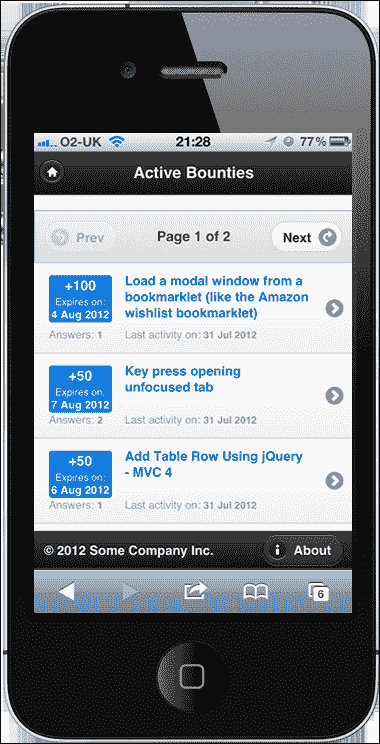 O2-UK 21:28 77%
Active Bounties
Prev Page 1 of 2 Next
+100
Expires on:
4 Aug 2012
Answers: 1
Load a modal window from a
bookmarklet (like the Amazon
wishlist bookmarklet)
Last activity on: 31 Jul 2012
+50
Expires on:
7 Aug 2012
Answers: 2
Key press opening
unfocused tab
Last activity on: 31 Jul 2012
+50
Expires on:
6 Aug 2012
Answers: 1
Add Table Row Using jQuery
- MVC 4
Last activity on: 31 Jul 2012
© 2012 Some Company Inc. i About
6